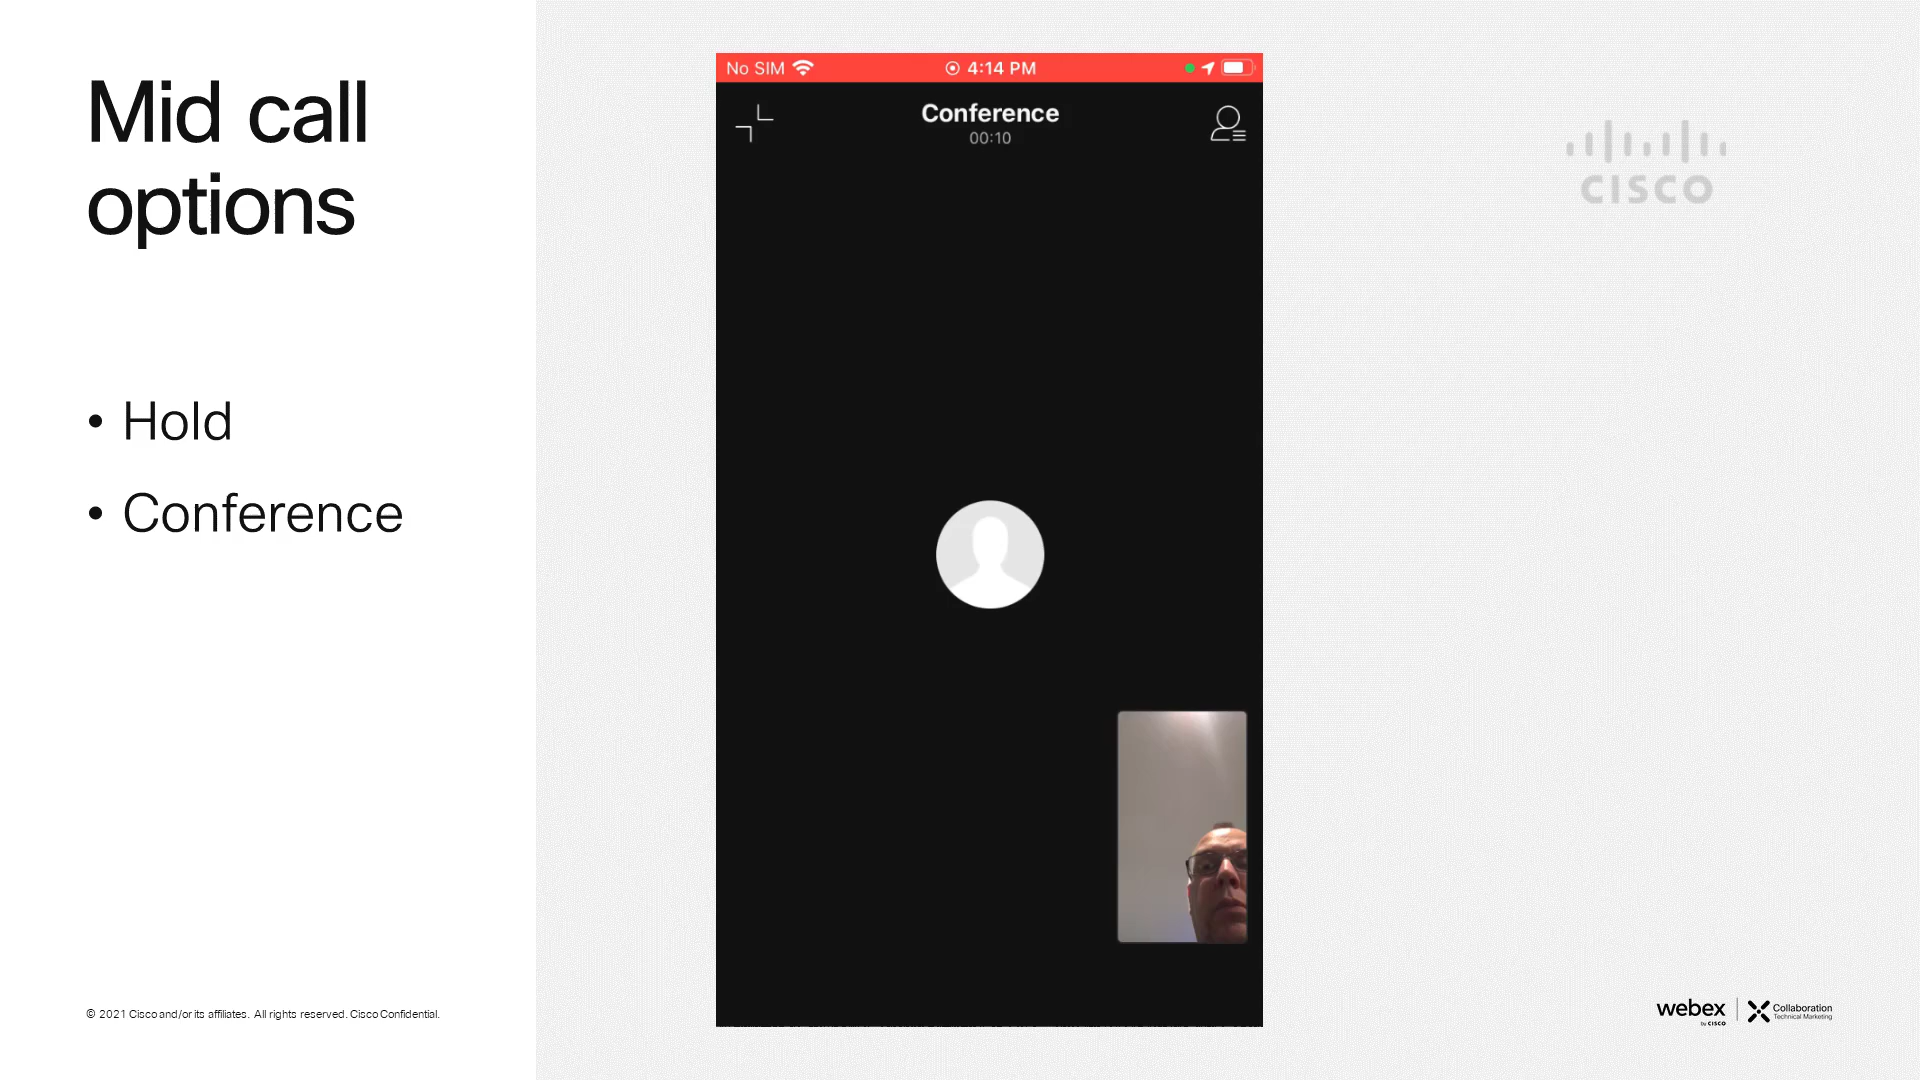 Mid call
options
• Hold
• Conference
© 2021 Cisco and/or its affiliates. All rights reserved. Cisco Confidential.
No SIM 4:14 PM
Conference
00:10
CISCO
webex
by CISCO
Collaboration
Technical Marketing